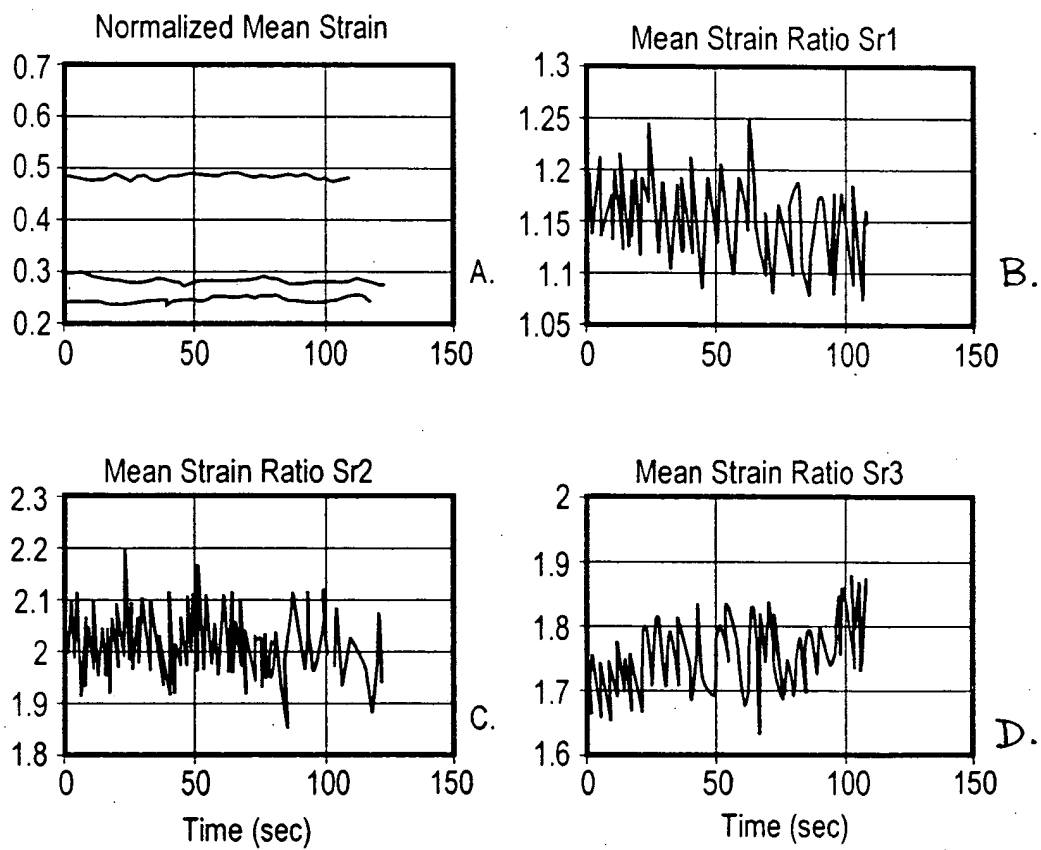 Normalized Mean Strain
0.7
0.6
0.5
0.4
0.3
0.2
0 50 100 150
A.
Mean Strain Ratio Sr1
1.3
1.25
1.2
1.15
1.1
1.05
0 50 100 150
B.
Mean Strain Ratio Sr2
2.3
2.2
2.1
2
1.9
1.8
0 50 100 150
Time (sec)
C.
Mean Strain Ratio Sr3
2
1.9
1.8
1.7
1.6
0 50 100 150
Time (sec)
D.